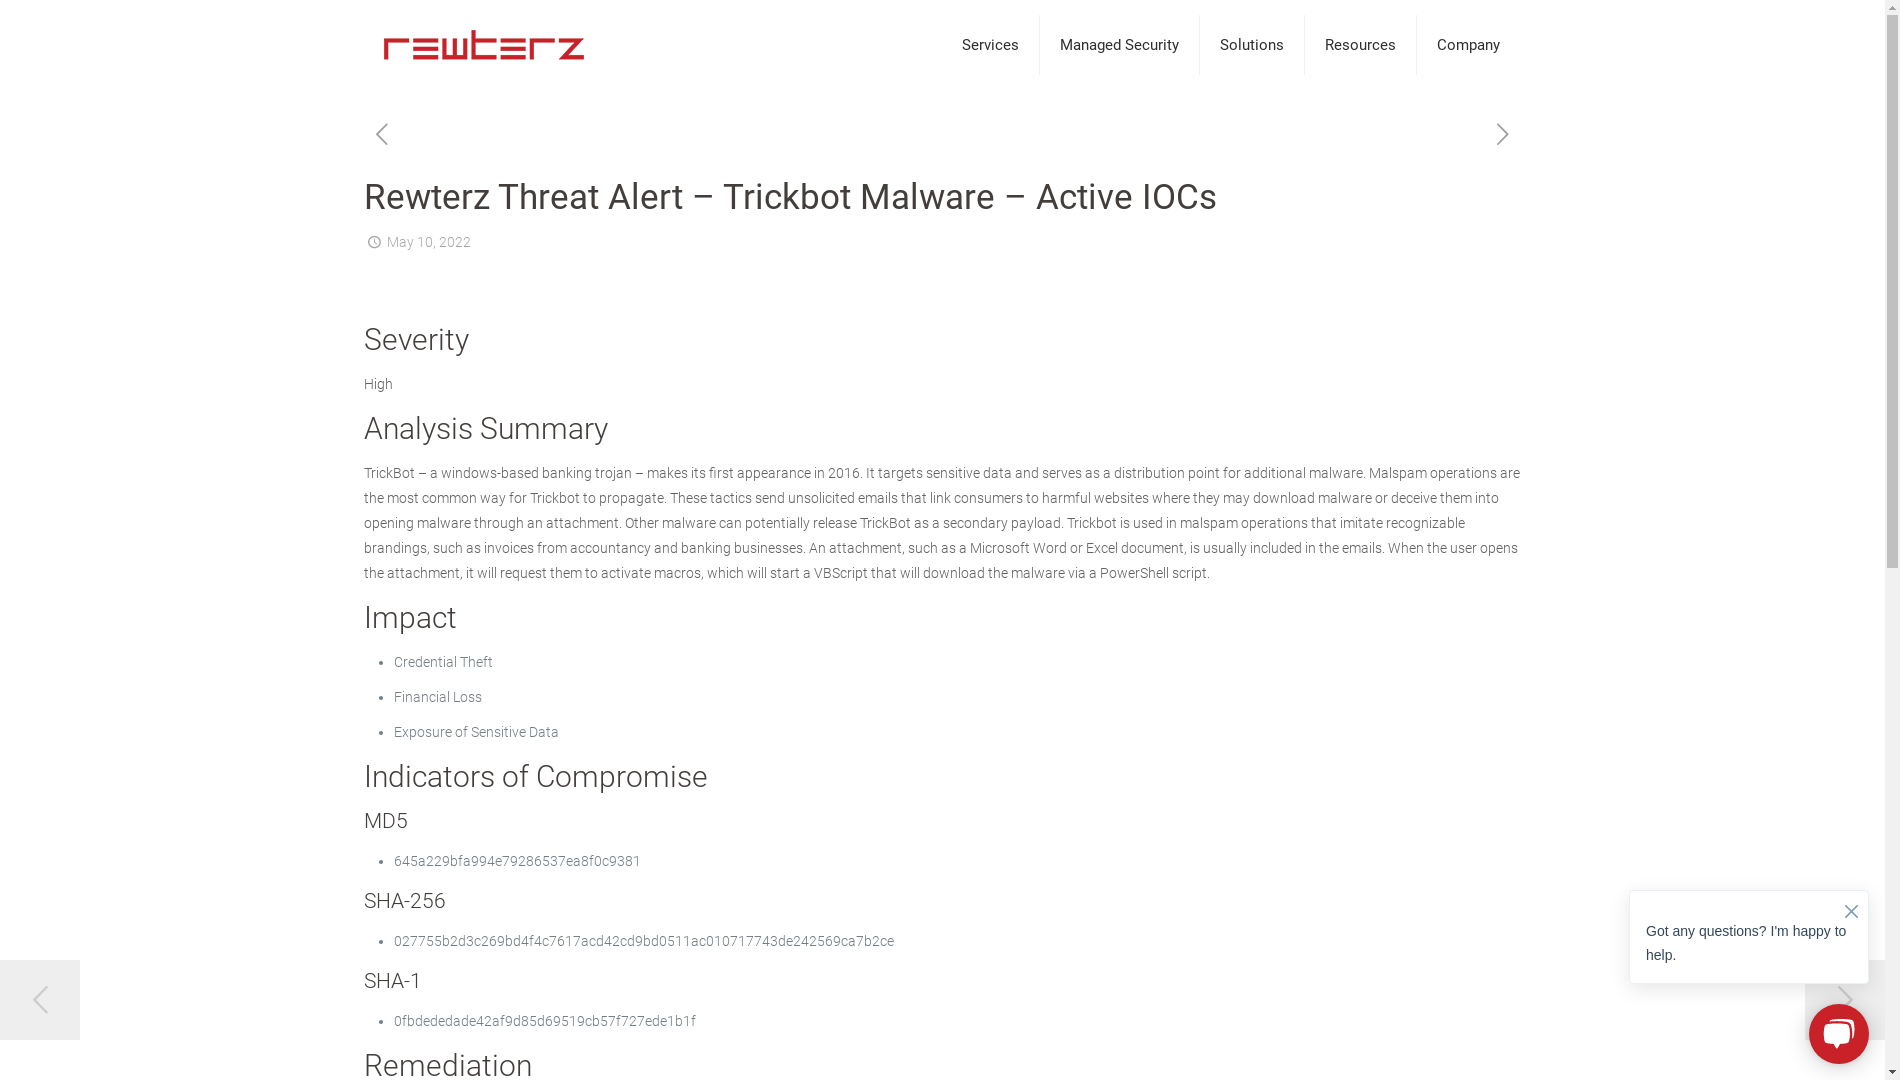 rewterz
Services
Managed Security
Solutions
Resources
Company
Rewterz Threat Alert – Trickbot Malware – Active IOCs
May 10, 2022
Severity
High
Analysis Summary
TrickBot – a windows-based banking trojan – makes its first appearance in 2016. It targets sensitive data and serves as a distribution point for additional malware. Malspam operations are
the most common way for Trickbot to propagate. These tactics send unsolicited emails that link consumers to harmful websites where they may download malware or deceive them into
opening malware through an attachment. Other malware can potentially release TrickBot as a secondary payload. Trickbot is used in malspam operations that imitate recognizable
brandings, such as invoices from accountancy and banking businesses. An attachment, such as a Microsoft Word or Excel document, is usually included in the emails. When the user opens
the attachment, it will request them to activate macros, which will start a VBScript that will download the malware via a PowerShell script.
Impact
Credential Theft
Financial Loss
Exposure of Sensitive Data
Indicators of Compromise
MD5
645a229bfa994e79286537ea8f0c9381
SHA-256
027755b2d3c269bd4f4c7617acd42cd9bd0511ac010717743de242569ca7b2ce
SHA-1
0fbdededade42af9d85d69519cb57f727ede1b1f
Remediation
Got any questions? I'm happy to
help.